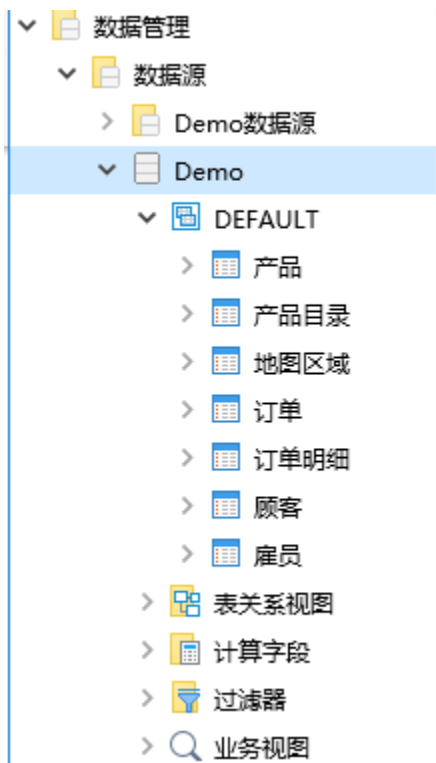 数据管理
数据源
Demo数据源
Demo
DEFAULT
产品
产品目录
地图区域
订单
订单明细
顾客
雇员
表关系视图
计算字段
过滤器
业务视图